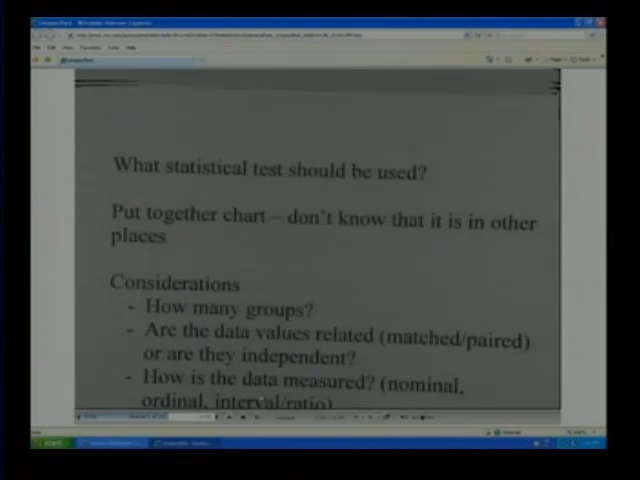 What statistical test should be used?
Put together chart – don't know that it is in other
places
Considerations
- How many groups?
- Are the data values related (matched/paired)
or are they independent?
- How is the data measured? (nominal,
ordinal, interval/ratio)
start